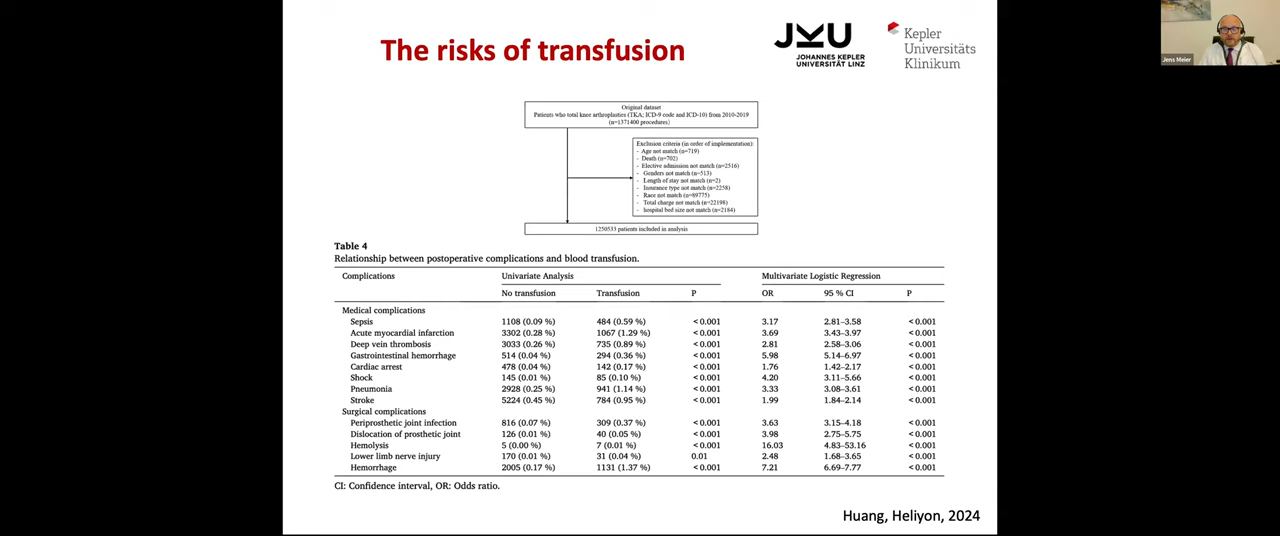 The risks of transfusion
JKU
JOHANNES KEPLER
UNIVERSITÄT LINZ
Kepler
Universitäts
Klinikum
Jens Meier
Original dataset
Patients who total knee arthroplasties (TKA; ICD-9 code and ICD-10) from 2010-2019
(n=1371400 procedures)
Exclusion criteria (in order of implementation):
- Age not match (n=719)
- Death (n=702)
- Elective admission not match (n=2516)
- Genders not match (n=513)
- Length of stay not match (n=2)
- Insurance type not match (n=2258)
- Race not match (n=89775)
- Total charge not match (n=22198)
- hospital bed size not match (n=2184)
1250533 patients included in analysis
Table 4
Relationship between postoperative complications and blood transfusion.
Complications Univariate Analysis Multivariate Logistic Regression
No transfusion Transfusion P OR 95 % CI P
Medical complications
Sepsis 1108 (0.09 %) 484 (0.59 %) <0.001 3.17 2.81–3.58 <0.001
Acute myocardial infarction 3302 (0.28 %) 1067 (1.29 %) <0.001 3.69 3.43–3.97 <0.001
Deep vein thrombosis 3033 (0.26 %) 735 (0.89 %) <0.001 2.81 2.58–3.06 <0.001
Gastrointestinal hemorrhage 514 (0.04 %) 294 (0.36 %) <0.001 5.98 5.14–6.97 <0.001
Cardiac arrest 478 (0.04 %) 142 (0.17 %) <0.001 1.76 1.42–2.17 <0.001
Shock 145 (0.01 %) 85 (0.10 %) <0.001 4.20 3.11–5.66 <0.001
Pneumonia 2928 (0.25 %) 941 (1.14 %) <0.001 3.33 3.08–3.61 <0.001
Stroke 5224 (0.45 %) 784 (0.95 %) <0.001 1.99 1.84–2.14 <0.001
Surgical complications
Periprosthetic joint infection 816 (0.07 %) 309 (0.37 %) <0.001 3.63 3.15–4.18 <0.001
Dislocation of prosthetic joint 126 (0.01 %) 40 (0.05 %) <0.001 3.98 2.75–5.75 <0.001
Hemolysis 5 (0.00 %) 7 (0.01 %) <0.001 16.03 4.83–53.16 <0.001
Lower limb nerve injury 170 (0.01 %) 31 (0.04 %) 0.01 2.48 1.68–3.65 <0.001
Hemorrhage 2005 (0.17 %) 1131 (1.37 %) <0.001 7.21 6.69–7.77 <0.001
CI: Confidence interval, OR: Odds ratio.
Huang, Heliyon, 2024